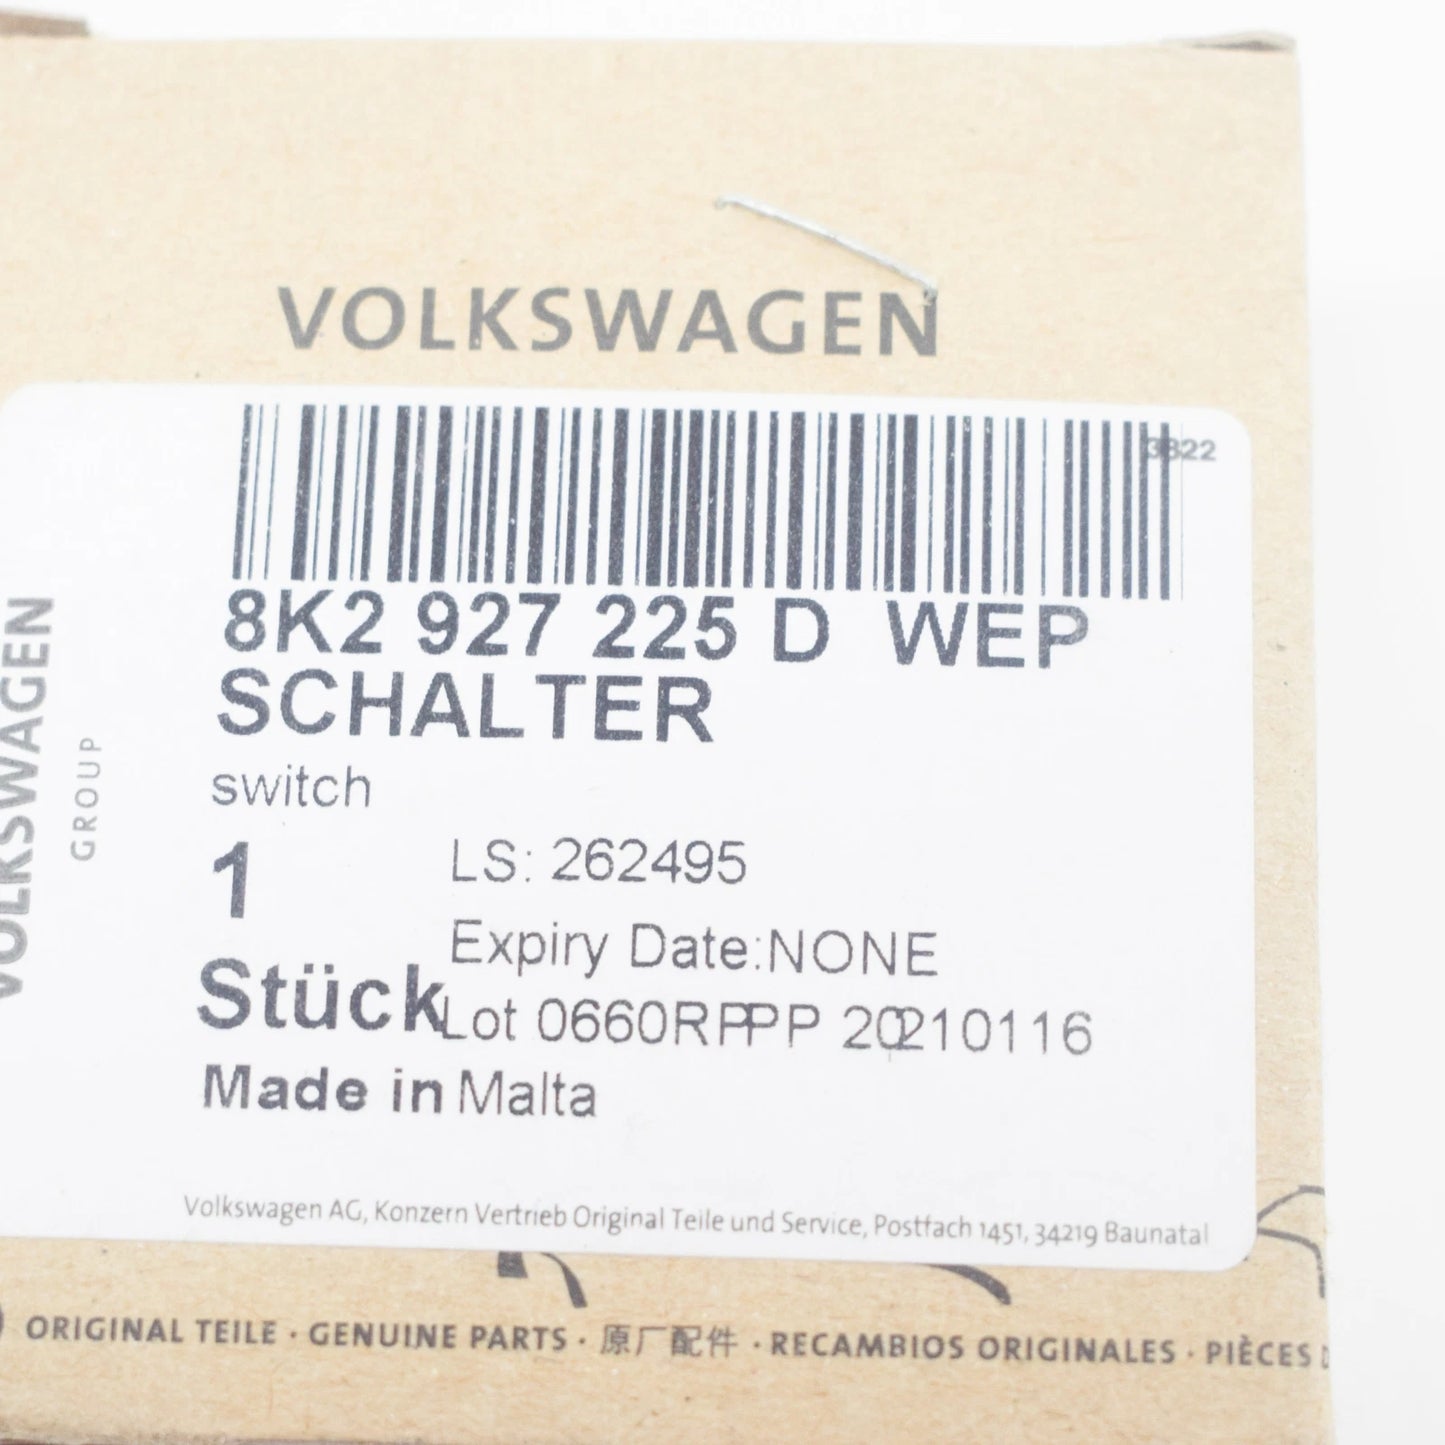 VOLKSWAGEN
3822
8K2 927 225 D WEP
SCHALTER
switch
1
LS: 262495
Expiry Date:NONE
Stück
Lot 0660RPPP 20210116
Made in Malta
Volkswagen AG, Konzern Vertrieb Original Teile und Service, Postfach 1451, 34219 Baunatal
VOLKSWAGEN
GROUP
ORIGINAL TEILE · GENUINE PARTS · 原厂配件 · RECAMBIOS ORIGINALES · PIÈCES